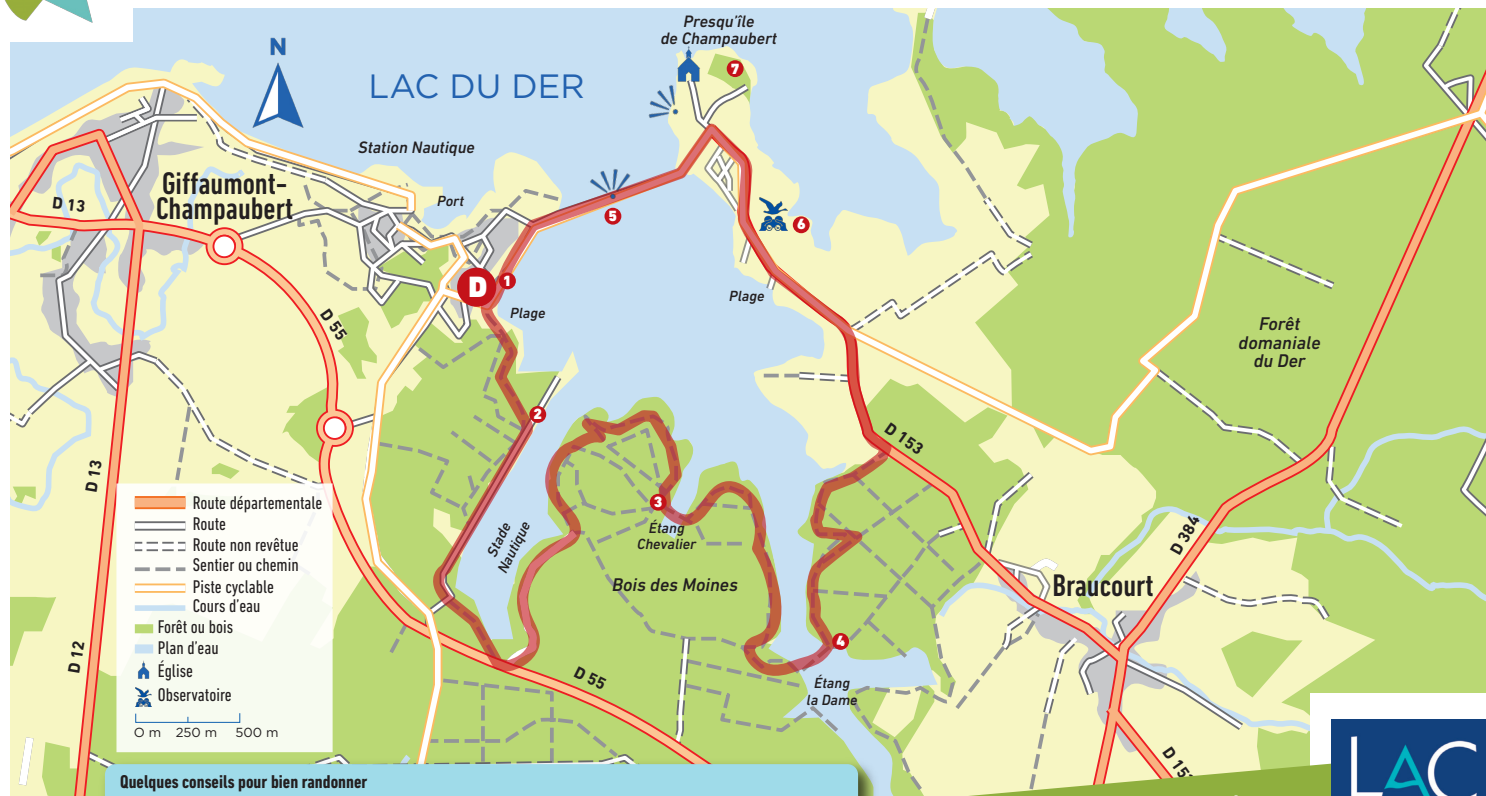 Presqu'île
de Champaubert
7
N
LAC DU DER
Station Nautique
Giffaumont-
Champaubert
Port
D 13
5
6
D
1
Plage
Plage
D 55
Forêt
domaniale
du Der
2
D 153
D 13
3
Étang
Chevalier
Stade
Nautique
D 384
Bois des Moines
Braucourt
4
D 12
D 55
Étang
la Dame
D 15
Route départementale
Route
Route non revêtue
Sentier ou chemin
Piste cyclable
Cours d'eau
Forêt ou bois
Plan d'eau
Église
Observatoire
0 m 250 m 500 m
Quelques conseils pour bien randonner
LAC